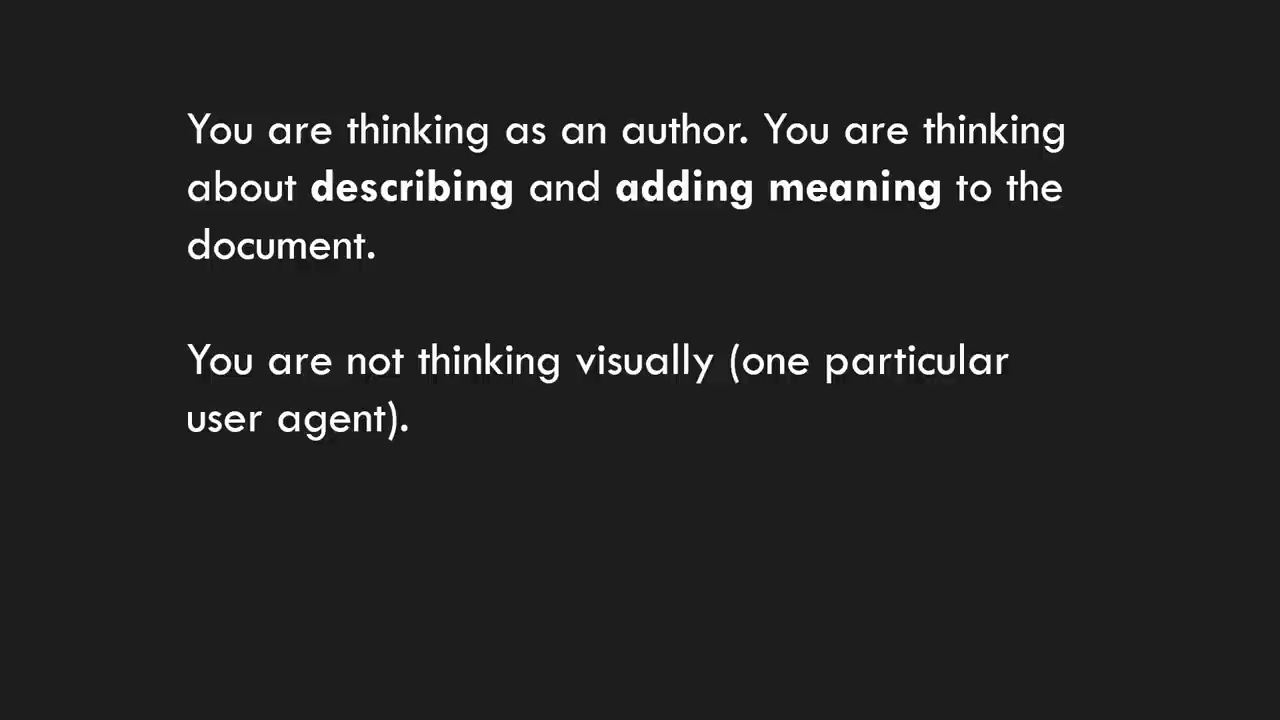 You are thinking as an author. You are thinking
about describing and adding meaning to the
document.
You are not thinking visually (one particular
user agent).